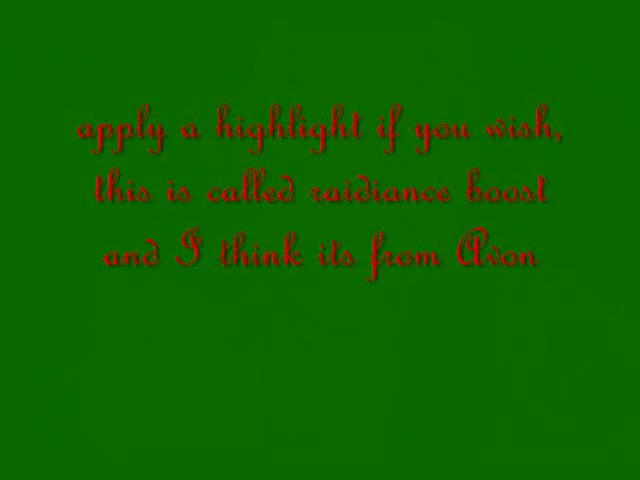 apply a highlight if you wish,
this is called raidiance boost
and I think its from Avon